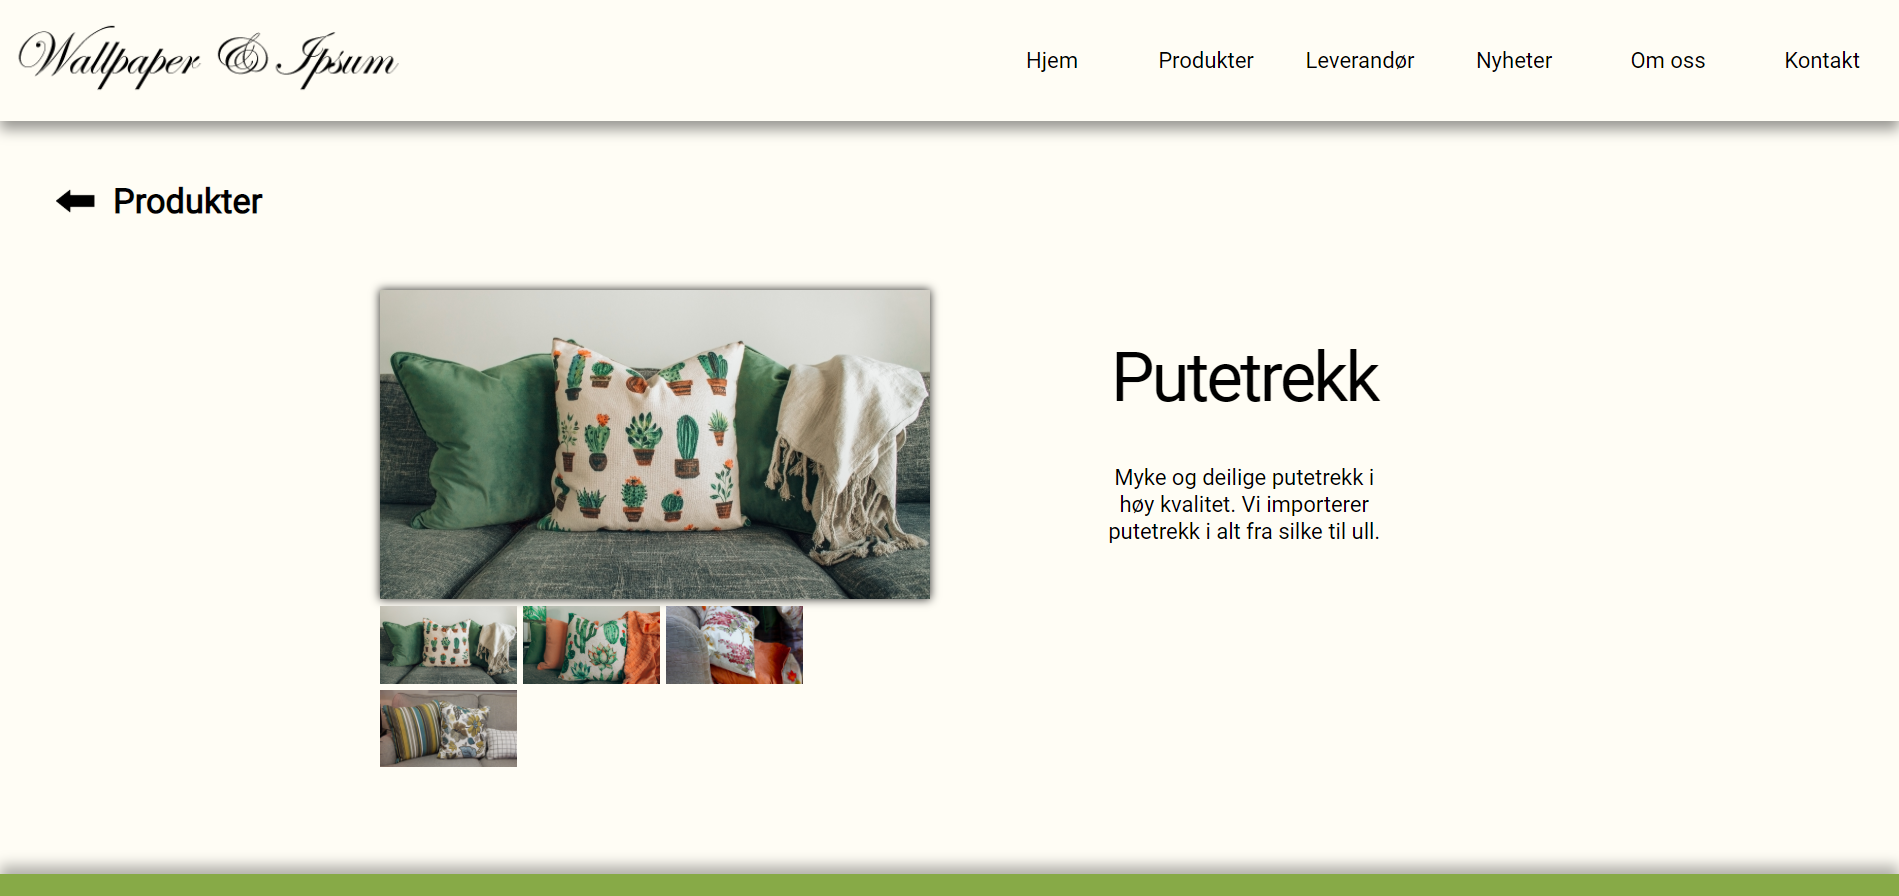 Wallpaper & Ipsum
Hjem Produkter Leverandør Nyheter Om oss Kontakt
Produkter
Putetrekk
Myke og deilige putetrekk i
høy kvalitet. Vi importerer
putetrekk i alt fra silke til ull.